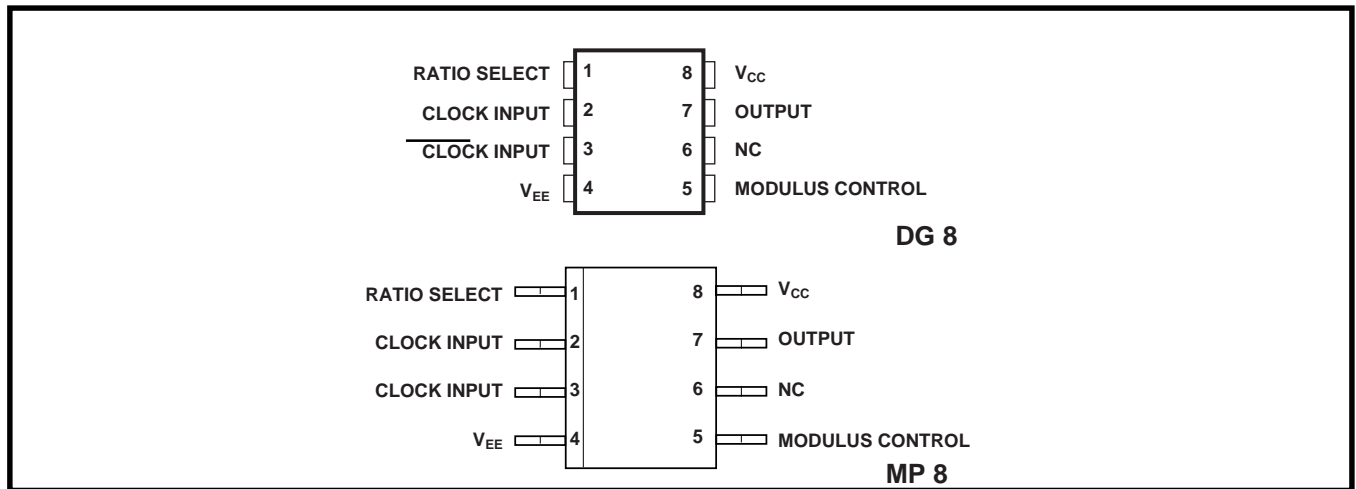 RATIO SELECT 1 8 VCC
CLOCK INPUT 2 7 OUTPUT
CLOCK INPUT 3 6 NC
VEE 4 5 MODULUS CONTROL
DG 8
RATIO SELECT 1 8 VCC
CLOCK INPUT 2 7 OUTPUT
CLOCK INPUT 3 6 NC
VEE 4 5 MODULUS CONTROL
MP 8